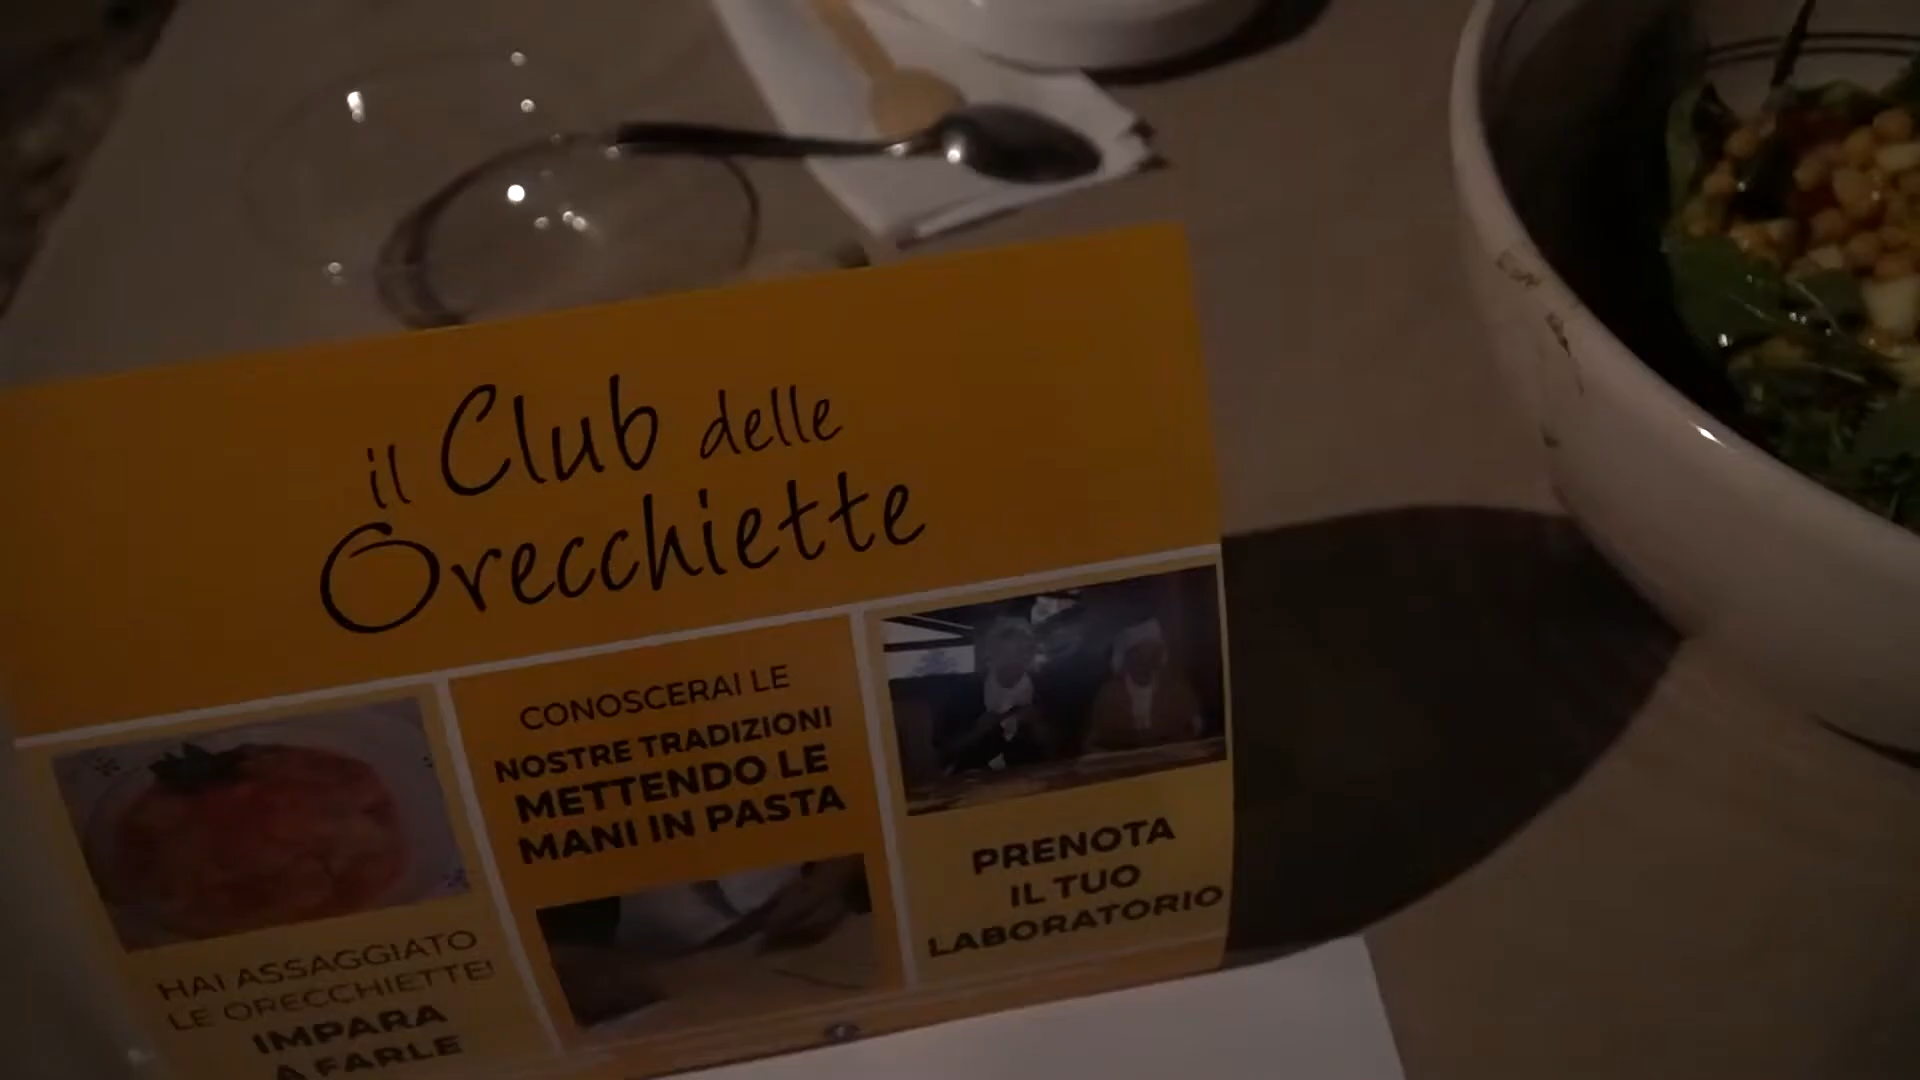 il Club delle
Orecchiette
HAI ASSAGGIATO
LE ORECCHIETTE!
IMPARA
A FARLE
CONOSCERAI LE
NOSTRE TRADIZIONI
METTENDO LE
MANI IN PASTA
PRENOTA
IL TUO
LABORATORIO